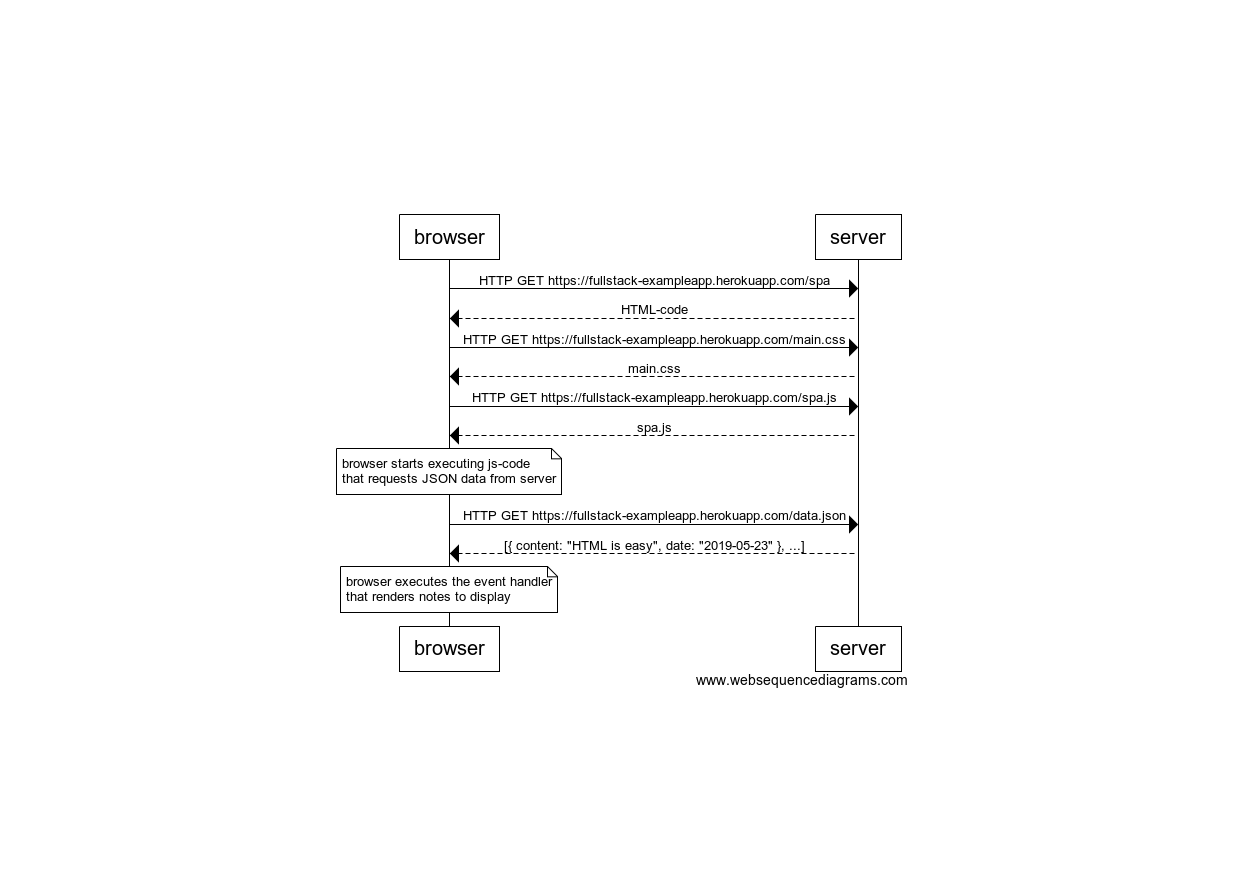 browser
server
HTTP GET https://fullstack-exampleapp.herokuapp.com/spa
HTML-code
HTTP GET https://fullstack-exampleapp.herokuapp.com/main.css
main.css
HTTP GET https://fullstack-exampleapp.herokuapp.com/spa.js
spa.js
browser starts executing js-code
that requests JSON data from server
HTTP GET https://fullstack-exampleapp.herokuapp.com/data.json
[{ content: "HTML is easy", date: "2019-05-23" }, ...]
browser executes the event handler
that renders notes to display
browser
server
www.websequencediagrams.com